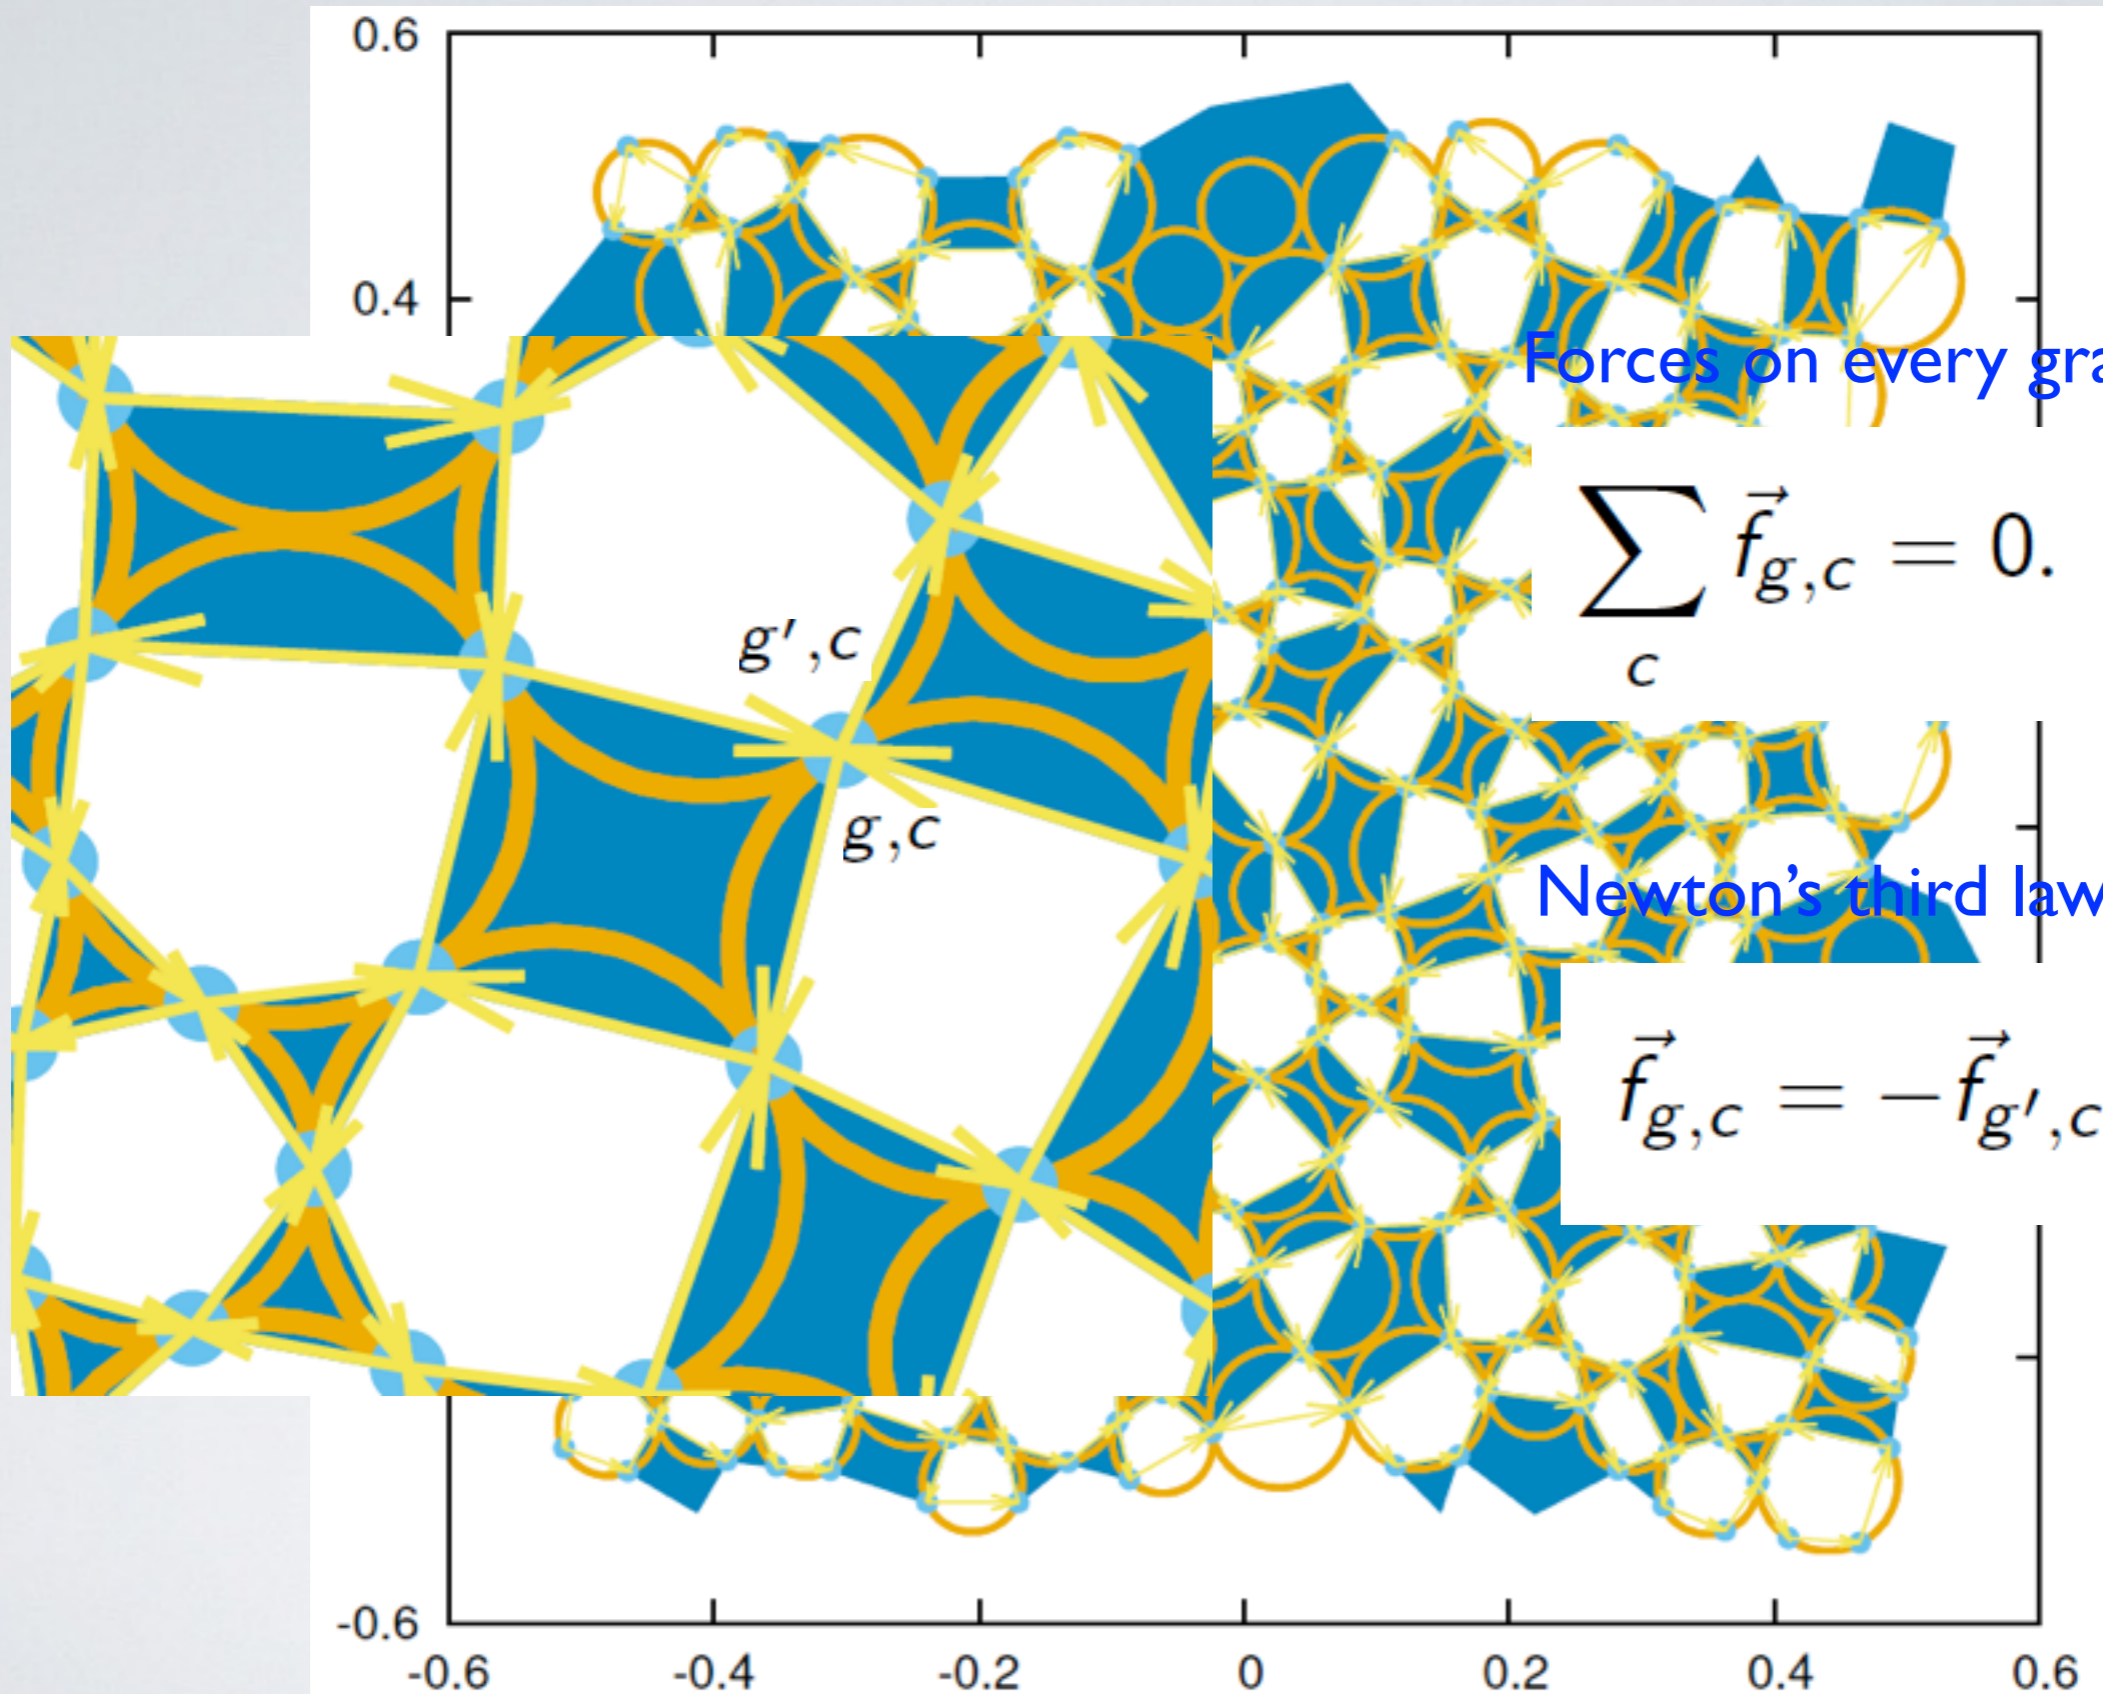 0.6
0.4
Forces on every
∑ f⃗_{g,c} = 0.
c
g′,c
g,c
Newton's third law
f⃗_{g,c} = −f⃗_{g′,c}
-0.6
-0.6 -0.4 -0.2 0 0.2 0.4 0.6